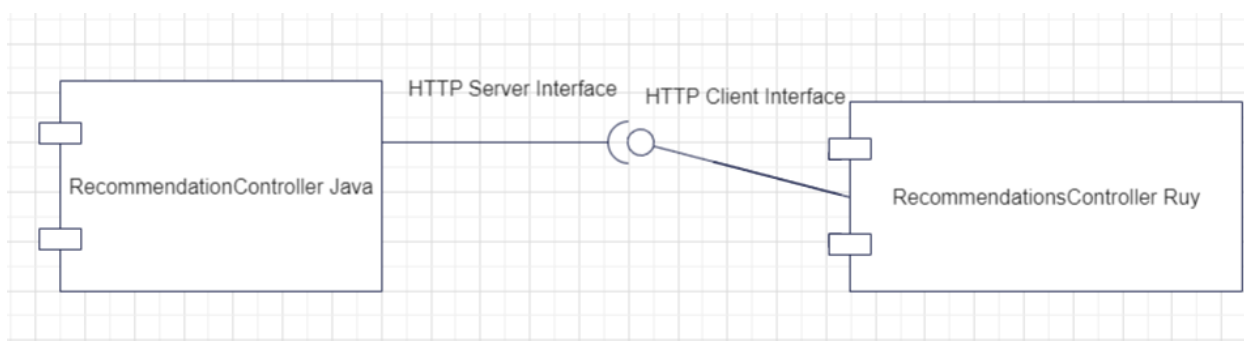 HTTP Server Interface
HTTP Client Interface
RecommendationController Java
RecommendationsController Ruy